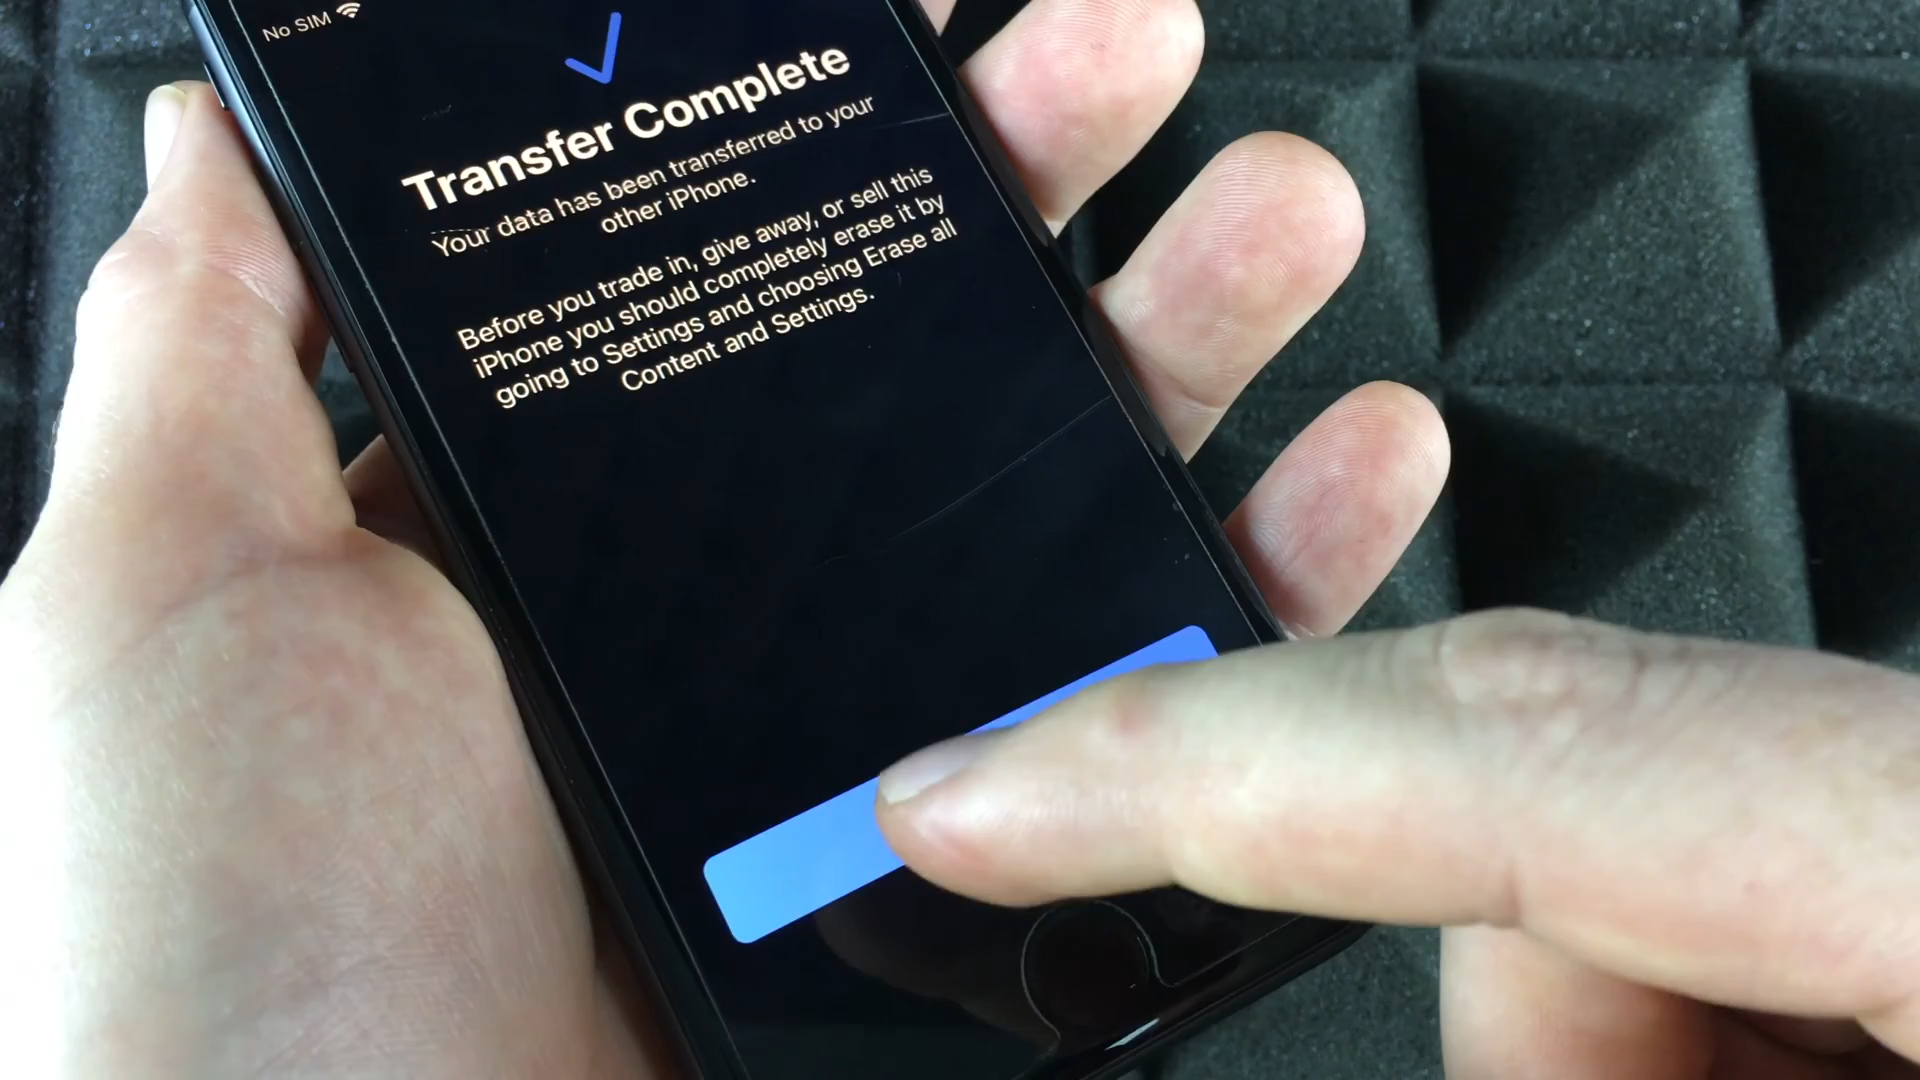 No SIM
Transfer Complete
Your data has been transferred to your
other iPhone.
Before you trade in, give away, or sell this
iPhone you should completely erase it by
going to Settings and choosing Erase all
Content and Settings.